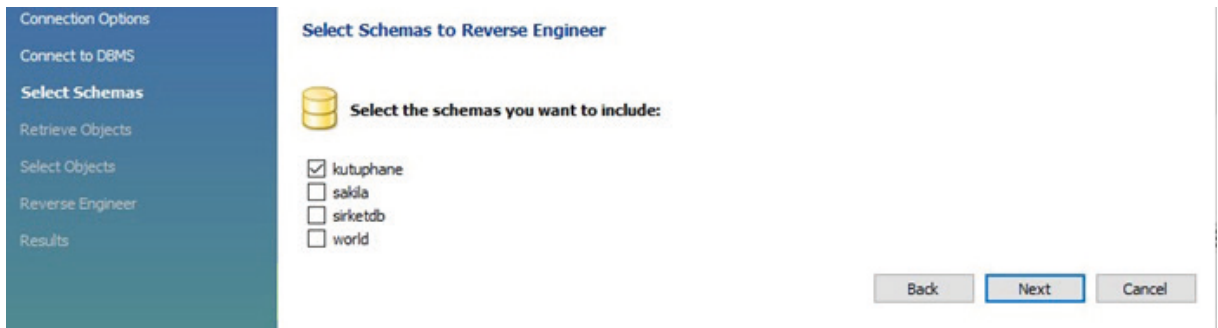 Connection Options
Connect to DBMS
Select Schemas
Retrieve Objects
Select Objects
Reverse Engineer
Results
Select Schemas to Reverse Engineer
Select the schemas you want to include:
kutuphane
sakila
sirketdb
world
Back
Next
Cancel